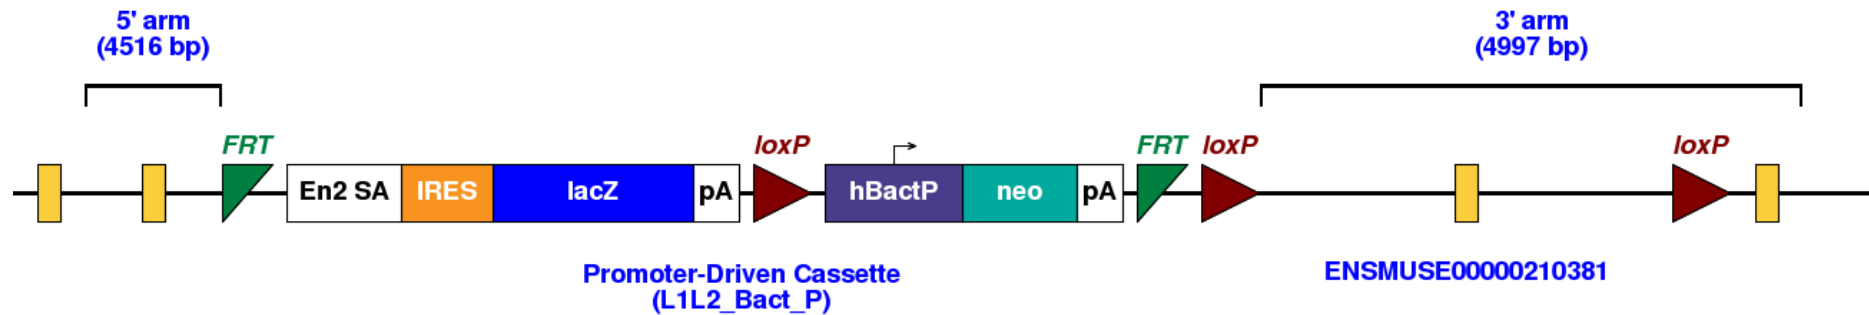 5' arm
(4516 bp)
3' arm
(4997 bp)
FRT
loxP
FRT
loxP
loxP
En2 SA
IRES
lacZ
pA
hBactP
neo
pA
Promoter-Driven Cassette
(L1L2_Bact_P)
ENSMUSE00000210381